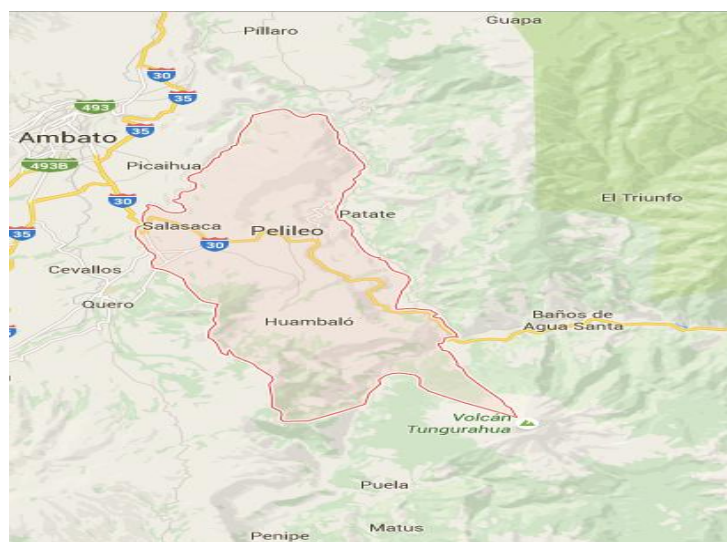 Guapa
Píllaro
30
35
493
35
Ambato
493B
Picaihua
30
El Triunfo
Patate
Salasaca
Pelileo
35
30
Cevallos
Quero
Huambaló
Baños de
Agua Santa
Volcán
Tungurahua
Puela
Matus
Penipe